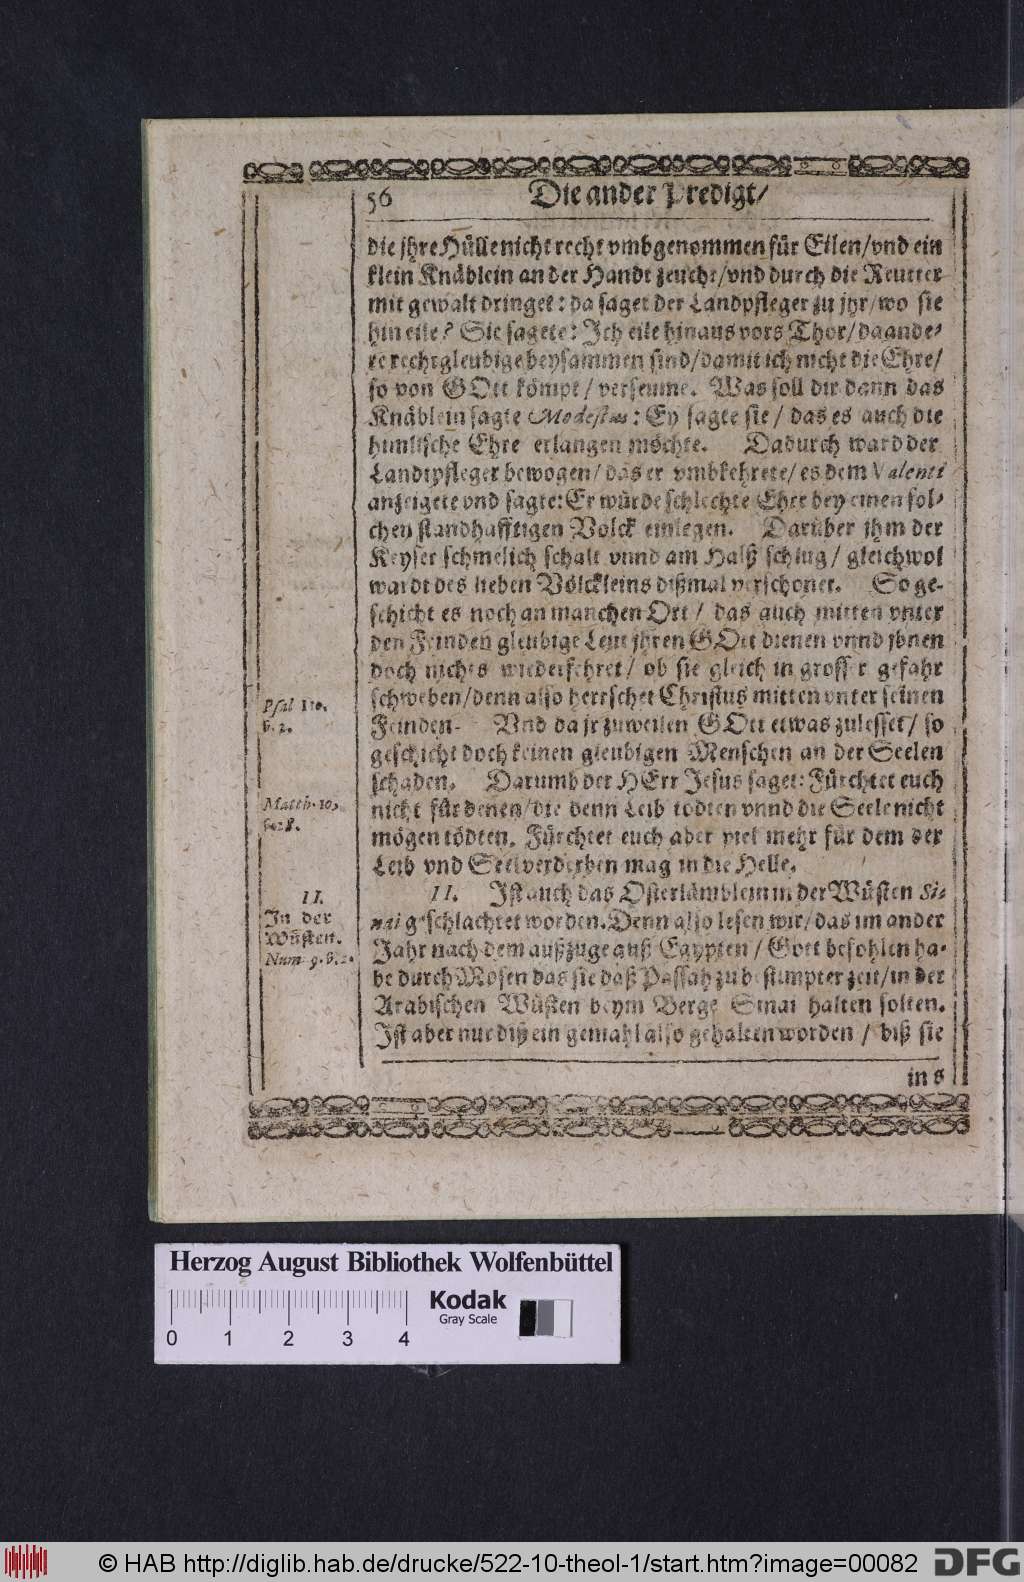 56 Die ander Predigt/
die jhre Hülle nicht recht vmbgenommen für Eilen/vnd ein
klein Knäblein an der Handt zeucht/vnd durch die Reutter
mit gewalt dringet: da saget der Landpfleger zu jhr/wo sie
hin eile? Sie sagete: Ich eile hinaus vors Thor/da ande-
re rechtgleubige beysammen sind/damit ich nicht die Ehre/
so von GOtt kömpt/ verseume. Was soll dir dann das
Knäblein sagte Modestus: Ey sagte sie/ das es auch die
himlische Ehre erlangen möchte. Dadurch ward der
Landtpfleger bewogen/das er vmbkehrete/es dem Valenti
anzeigete vnd sagte: Er würde schlechte Ehre bey einen sol-
chen standhafftigen Volck einlegen. Darüber jhm der
Keyser schmelich schalt vnnd am Halß schlug/ gleichwol
wardt des lieben Völckleins dißmal verschonet. So ge-
schicht es noch an manchen Ort/ das auch mitten vnter
den Feinden gleubige Leut jhren GOtt dienen vnnd jhnen
doch nichts wiederfehret/ ob sie gleich in grosser gefahr
schweben/denn also herrschet Christus mitten vnter seinen
Psal 110.
Feinden. Vnd da jr zuweilen GOtt etwas zulesset/ so
v. 2.
geschicht doch keinen gleubigen Menschen an der Seelen
schaden. Darumb der HErr Jesus saget: Fürchtet euch
Matth. 10,
nicht für denen/die denn Leib tödten vnnd die Seele nicht
v. 28.
mögen tödten. Fürchtet euch aber viel mehr für dem der
Leib vnd Seel verderben mag in die Helle.
II.
II. Ist auch das Osterlämblein in der Wüsten Si-
In der
nai geschlachtet worden. Denn also lesen wir/das im ander
Wüsten.
Jahr nach dem außzuge auß Egypten/ Gott befohlen ha-
Num. 9. v. 2.
be durch Mosen das sie daß Passah zu bestimpter zeit/in der
Arabischen Wüsten beym Berge Sinai halten solten.
Ist aber nur diß ein gemahl also gehalten worden/ biß sie
ins
Herzog August Bibliothek Wolfenbüttel
0 1 2 3 4
Kodak
Gray Scale
© HAB http://diglib.hab.de/drucke/522-10-theol-1/start.htm?image=00082
DFG